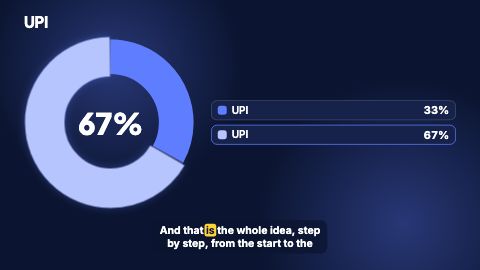 UPI
67%
UPI 33%
UPI 67%
And that is the whole idea, step
by step, from the start to the